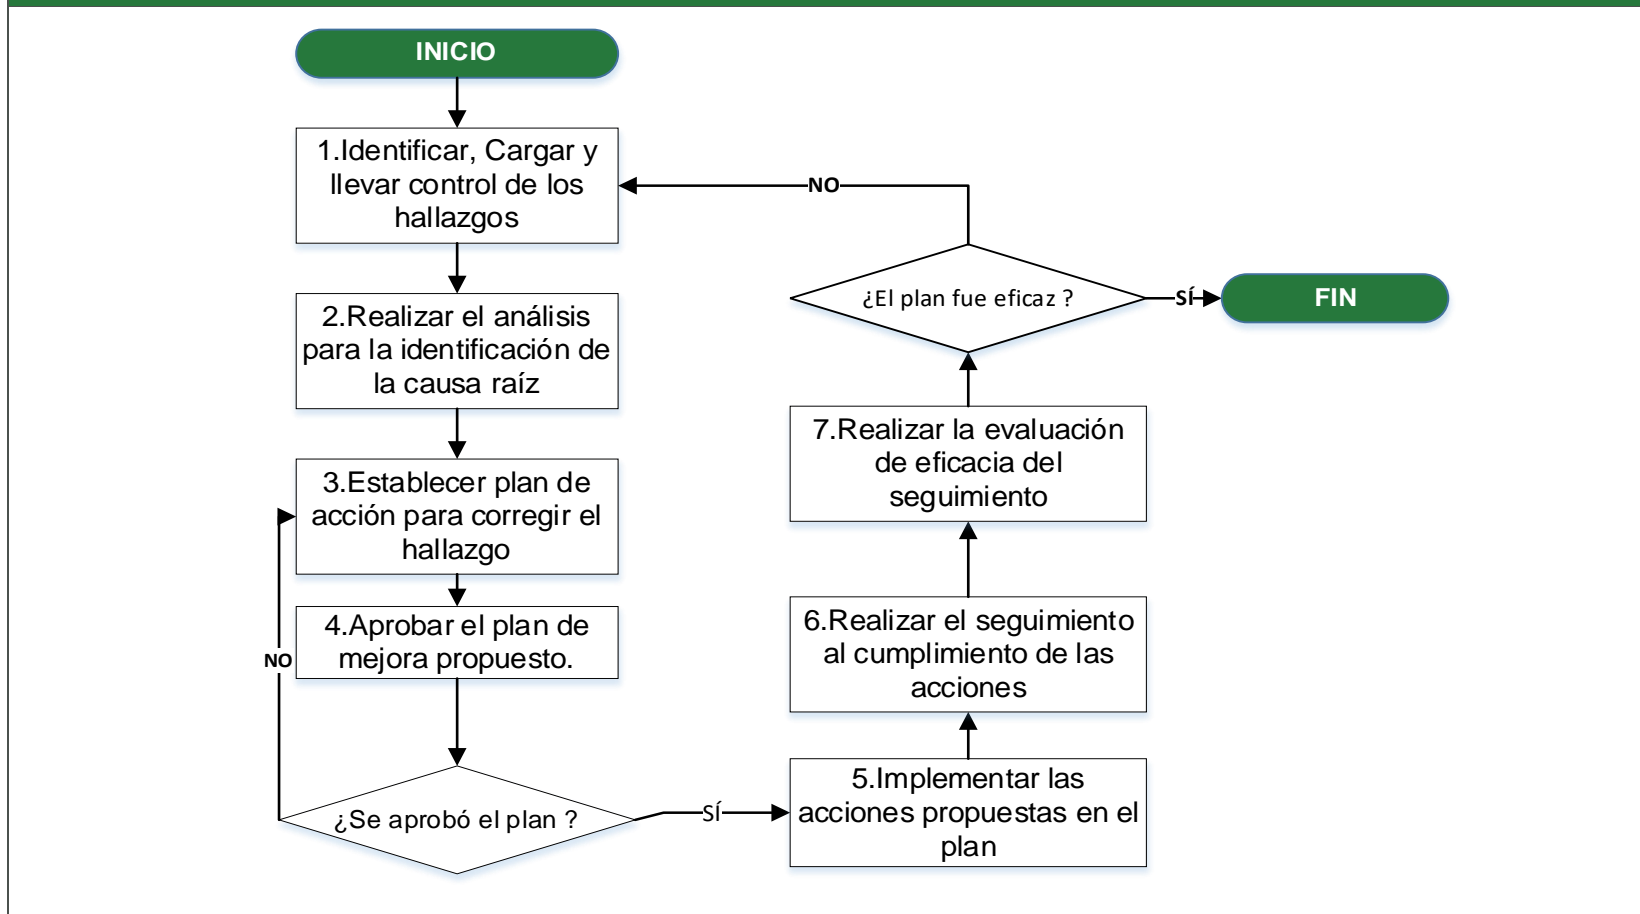 INICIO
1.Identificar, Cargar y
llevar control de los
hallazgos
2.Realizar el análisis
para la identificación de
la causa raíz
3.Establecer plan de
acción para corregir el
hallazgo
4.Aprobar el plan de
mejora propuesto.
NO
¿Se aprobó el plan ?
SÍ
5.Implementar las
acciones propuestas en el
plan
6.Realizar el seguimiento
al cumplimiento de las
acciones
7.Realizar la evaluación
de eficacia del
seguimiento
¿El plan fue eficaz ?
NO
SÍ
FIN